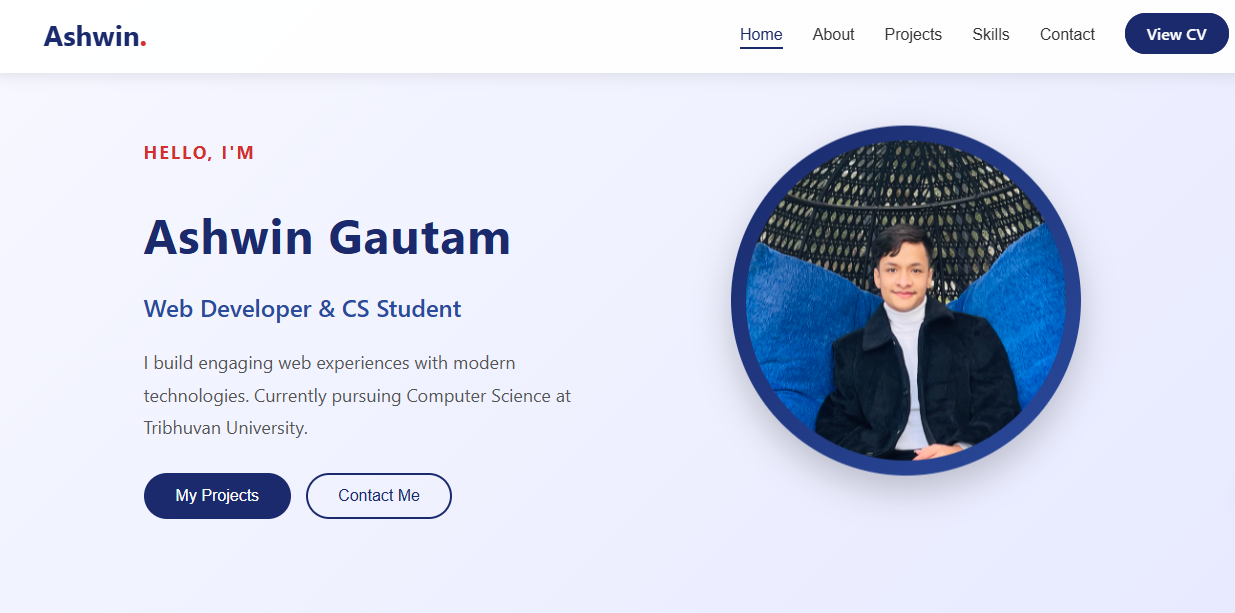 Ashwin.
Home About Projects Skills Contact View CV
HELLO, I'M
Ashwin Gautam
Web Developer & CS Student
I build engaging web experiences with modern
technologies. Currently pursuing Computer Science at
Tribhuvan University.
My Projects Contact Me